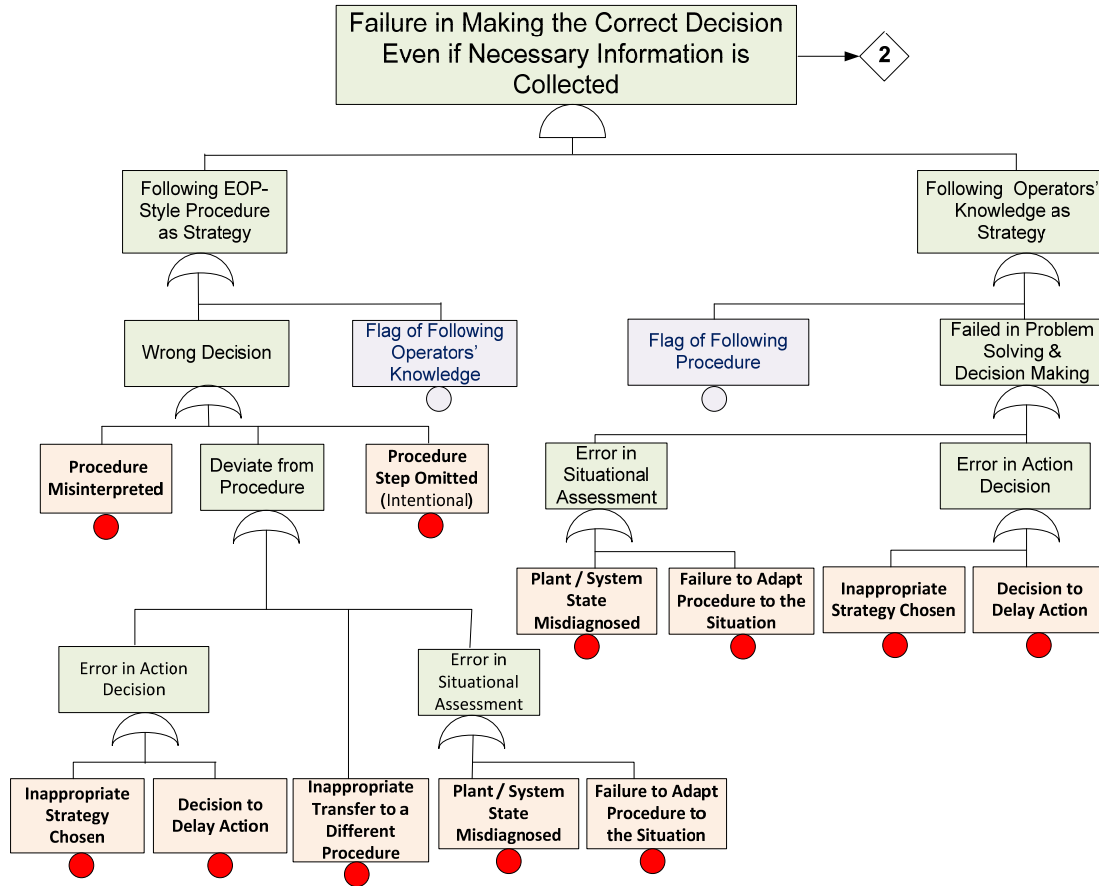 Failure in Making the Correct Decision
Even if Necessary Information is
Collected
2
Following EOP-
Style Procedure
as Strategy
Following Operators'
Knowledge as
Strategy
Wrong Decision
Flag of Following
Operators'
Knowledge
Flag of Following
Procedure
Failed in Problem
Solving &
Decision Making
Procedure
Misinterpreted
Deviate from
Procedure
Procedure
Step Omitted
(Intentional)
Error in
Situational
Assessment
Error in Action
Decision
Plant / System
State
Misdiagnosed
Failure to Adapt
Procedure to the
Situation
Inappropriate
Strategy Chosen
Decision to
Delay Action
Error in Action
Decision
Error in
Situational
Assessment
Inappropriate
Strategy
Chosen
Decision to
Delay Action
Inappropriate
Transfer to a
Different
Procedure
Plant / System
State
Misdiagnosed
Failure to Adapt
Procedure to
the Situation